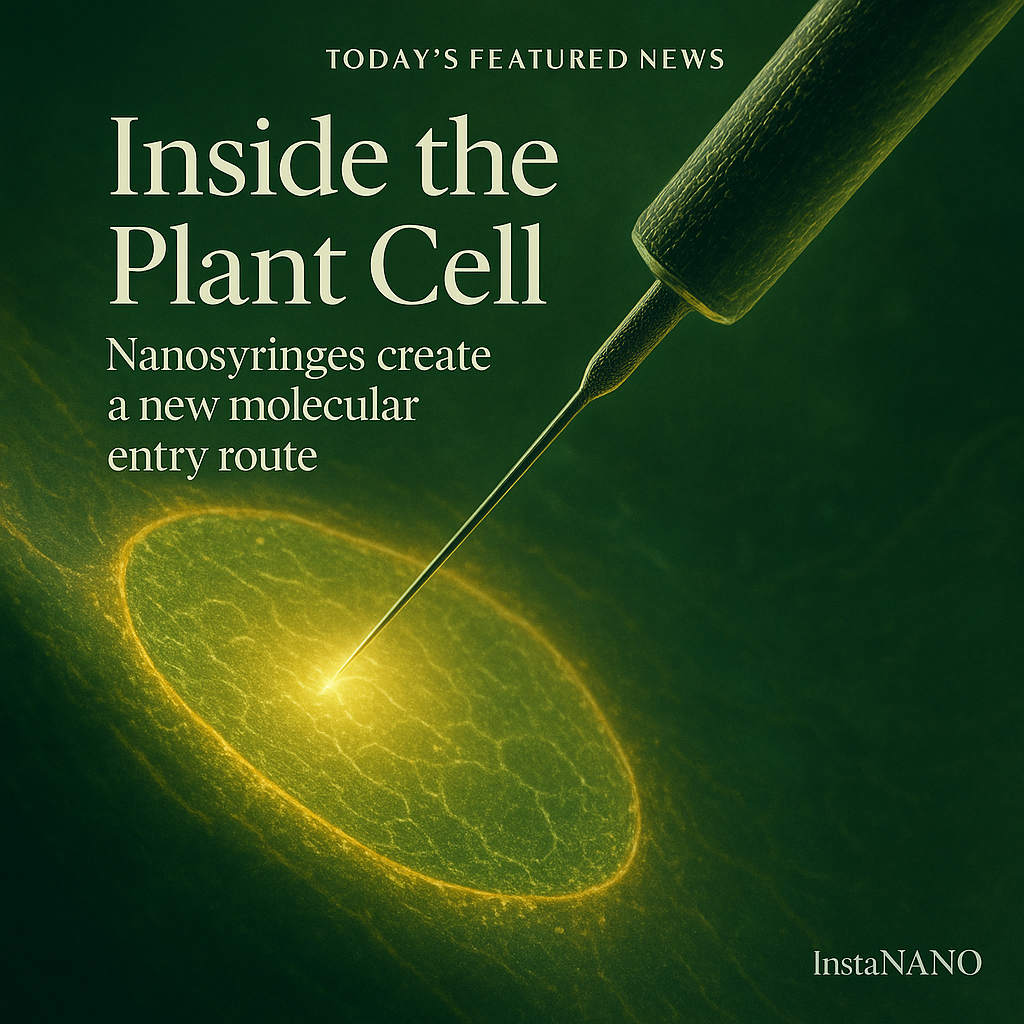 TODAY'S FEATURED NEWS
Inside the
Plant Cell
Nanosyringes create
a new molecular
entry route
InstaNANO